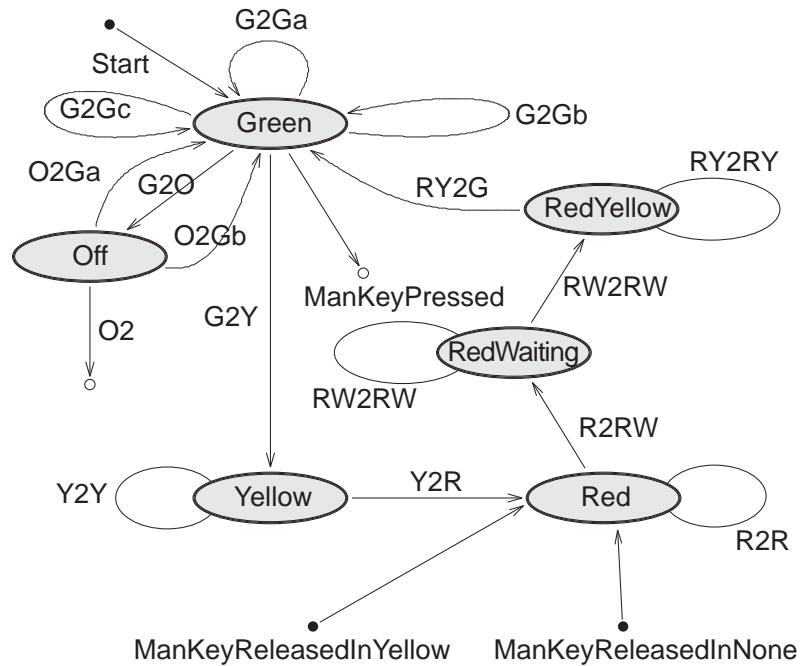 G2Ga
Start
G2Gc
Green
G2Gb
O2Ga
G2O
RY2G
RY2RY
RedYellow
O2Gb
Off
ManKeyPressed
RW2RW
G2Y
O2
RedWaiting
RW2RW
R2RW
Y2Y
Yellow
Y2R
Red
R2R
ManKeyReleasedInYellow
ManKeyReleasedInNone